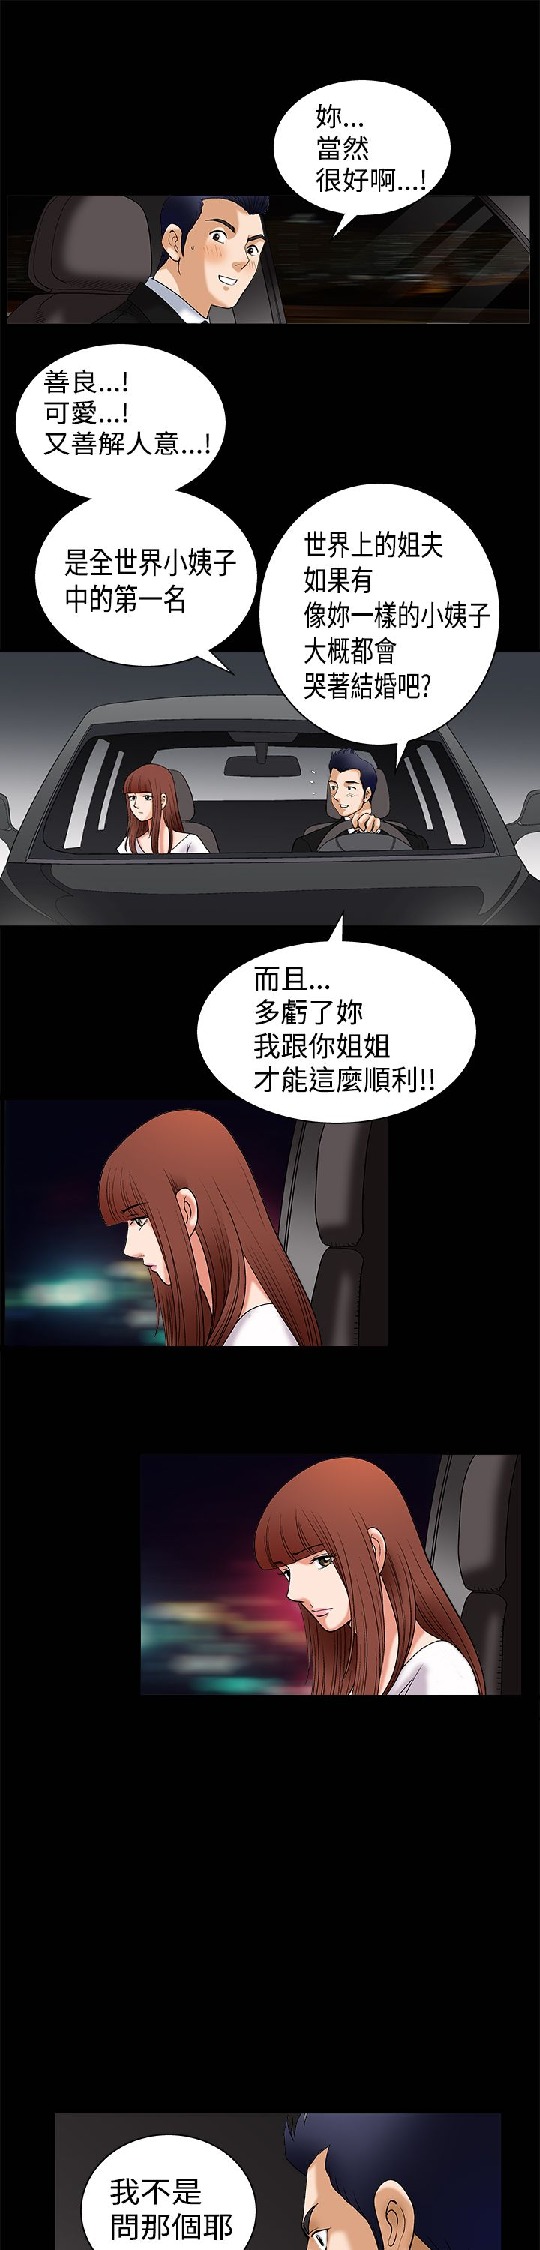 妳...
當然
很好啊...!
善良...!
可愛...!
又善解人意...!
是全世界小姨子
中的第一名
世界上的姐夫
如果有
像妳一樣的小姨子
大概都會
哭著結婚吧?
而且...
多虧了妳
我跟你姐姐
才能這麼順利!!
我不是
問那個耶